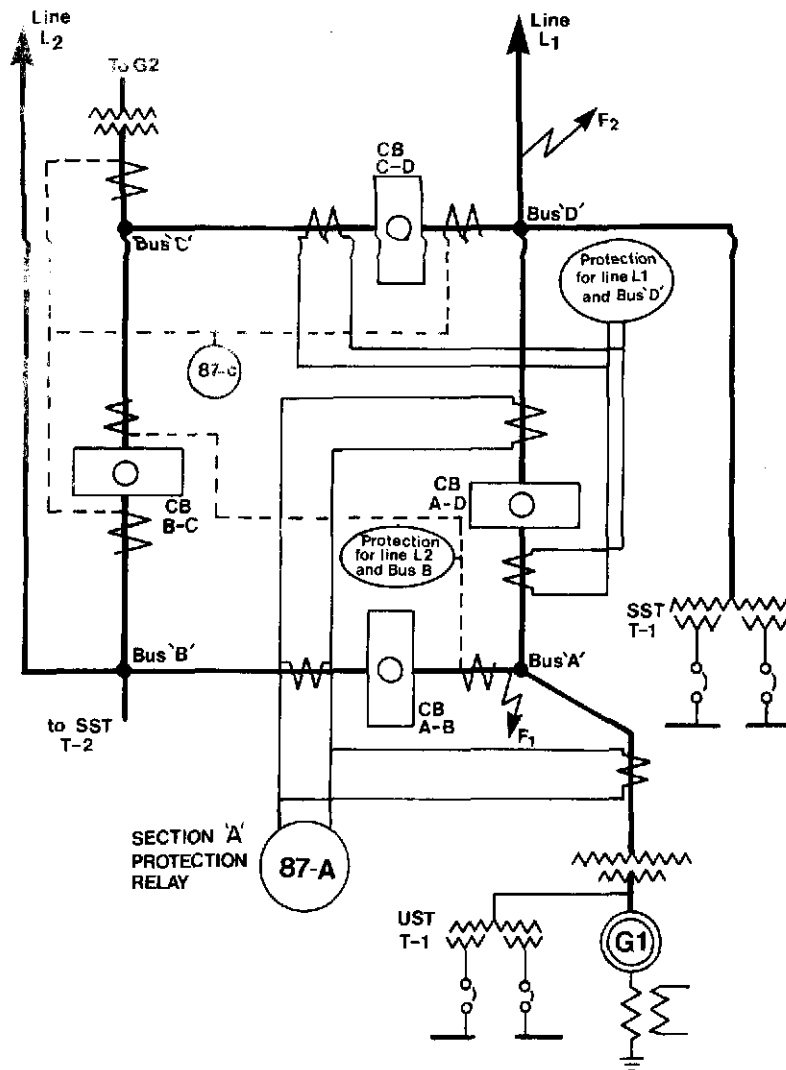 Line
L2
To G2
Line
L1
F2
CB
C-D
Bus 'C'
Bus 'D'
Protection
for line L1
and Bus 'D'
87-c
CB
B-C
CB
A-D
Protection
for line L2
and Bus B
Bus 'B'
CB
A-B
Bus 'A'
F1
to SST
T-2
SST
T-1
SECTION 'A'
PROTECTION
RELAY
87-A
UST
T-1
G1